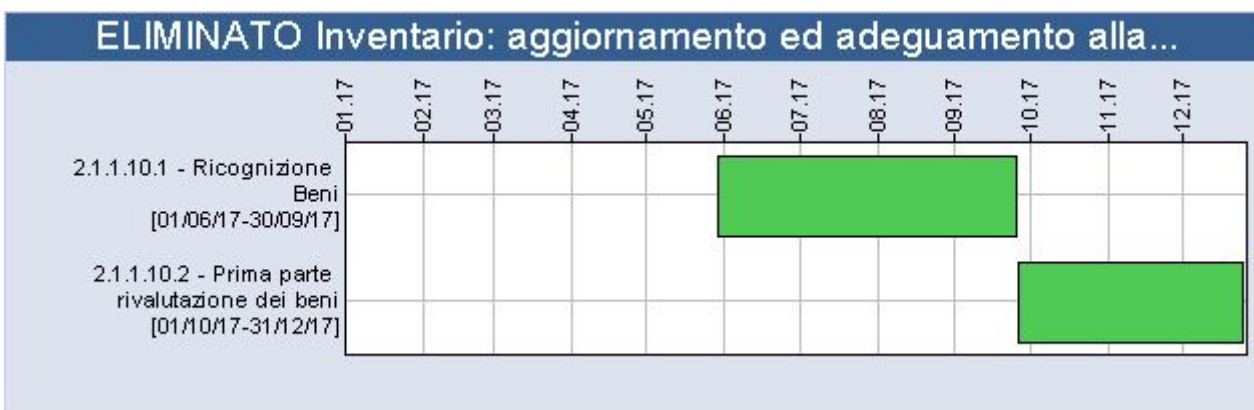 ELIMINATO Inventario: aggiornamento ed adeguamento alla...
01.17
02.17
03.17
04.17
05.17
06.17
07.17
08.17
09.17
10.17
11.17
12.17
2.1.1.10.1 - Ricognizione
Beni
[01/06/17-30/09/17]
2.1.1.10.2 - Prima parte
rivalutazione dei beni
[01/10/17-31/12/17]